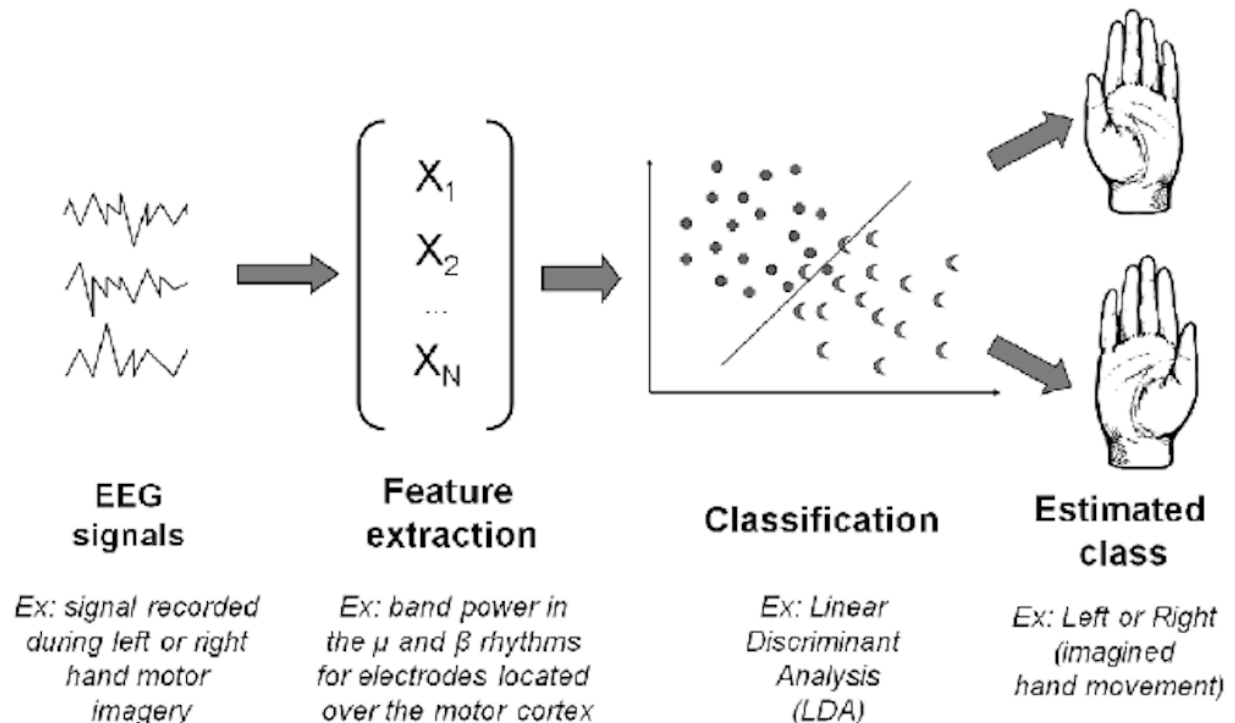 X1
X2
...
XN
EEG
signals
Feature
extraction
Classification
Estimated
class
Ex: signal recorded
during left or right
hand motor
imagery
Ex: band power in
the μ and β rhythms
for electrodes located
over the motor cortex
Ex: Linear
Discriminant
Analysis
(LDA)
Ex: Left or Right
(imagined
hand movement)